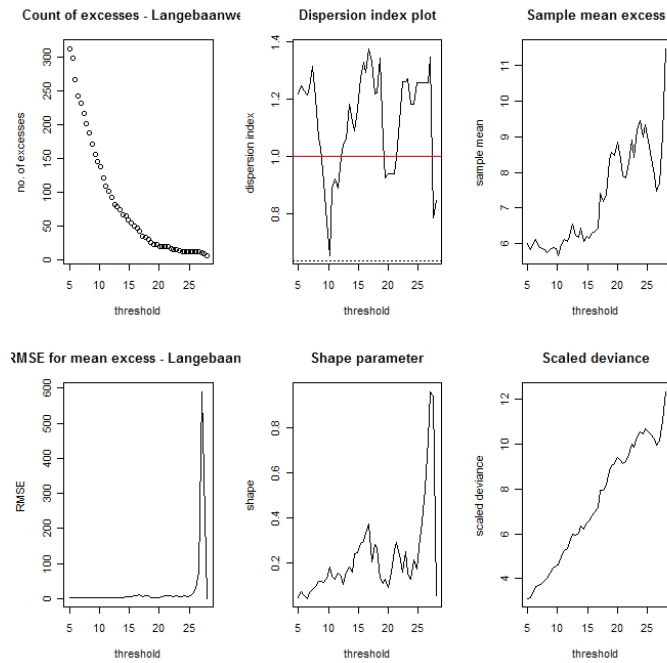 Count of excesses - Langebaanwe
no. of excesses
0 50 100 150 200 250 300
5 10 15 20 25
threshold
Dispersion index plot
dispersion index
0.8 1.0 1.2 1.4
5 10 15 20 25
threshold
Sample mean excess
sample mean
6 7 8 9 10 11
5 10 15 20 25
threshold
RMSE for mean excess - Langebaan
RMSE
0 100 200 300 400 500 600
5 10 15 20 25
threshold
Shape parameter
shape
0.2 0.4 0.6 0.8
5 10 15 20 25
threshold
Scaled deviance
scaled deviance
4 6 8 10 12
5 10 15 20 25
threshold